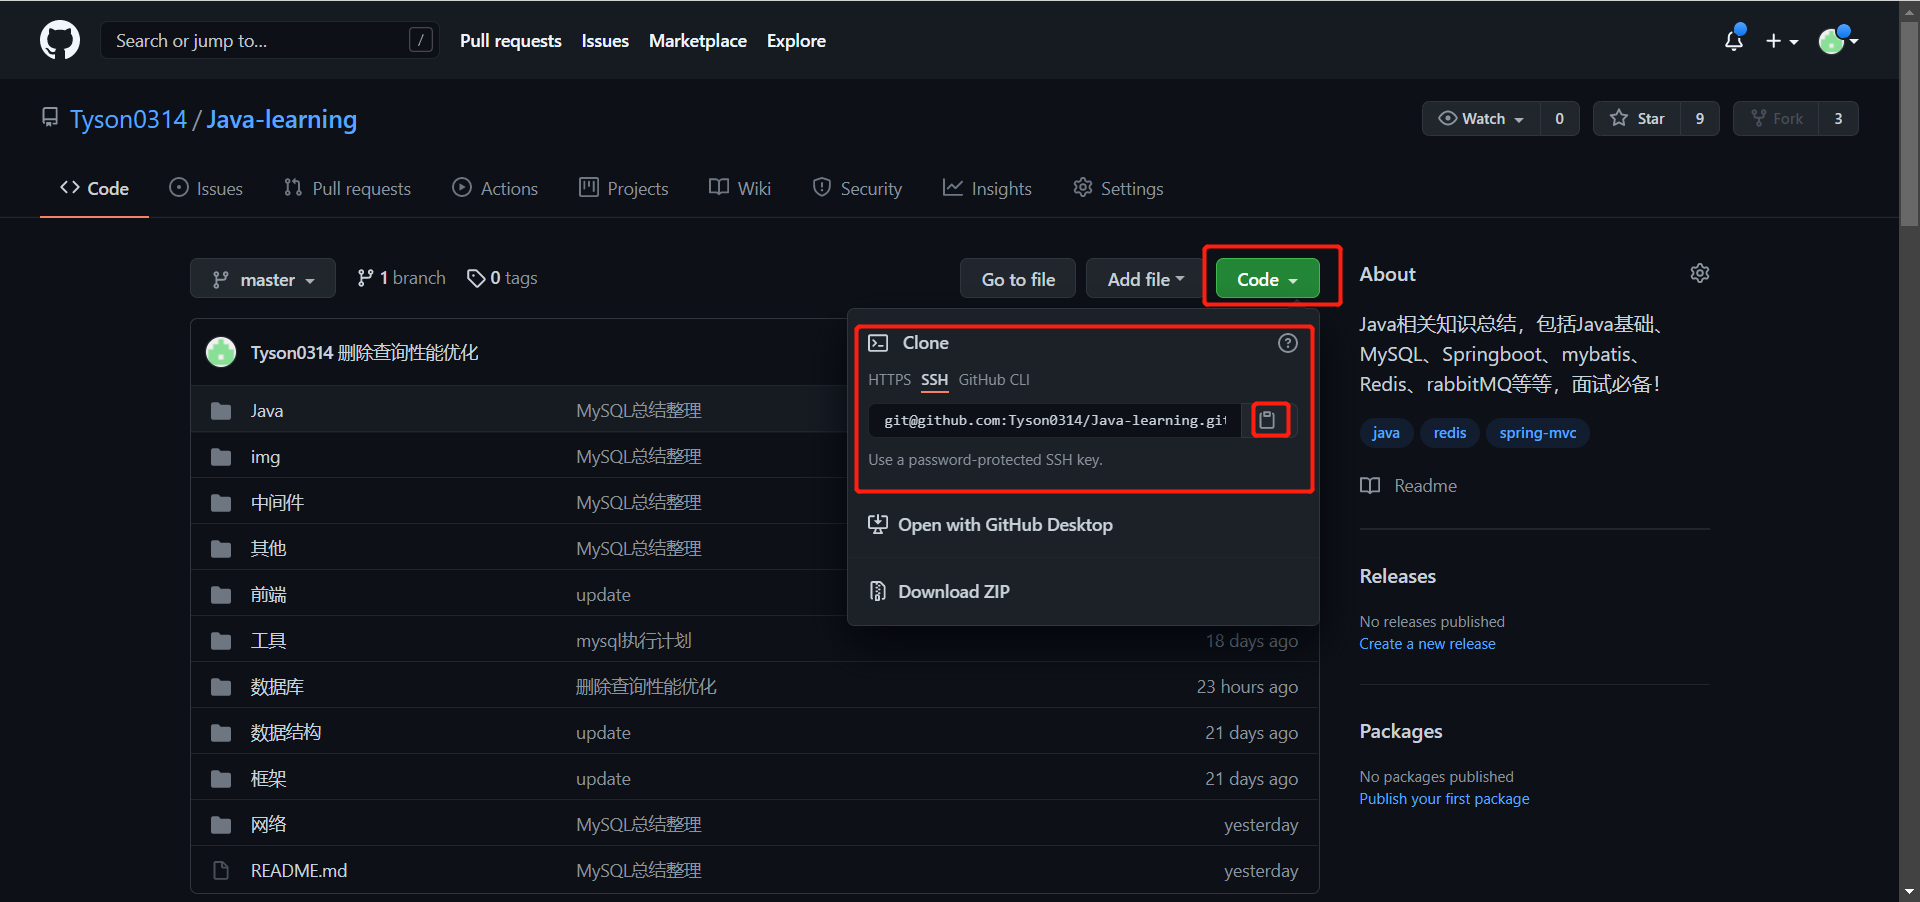 Search or jump to... /
Pull requests Issues Marketplace Explore
Tyson0314 / Java-learning
Watch 0 Star 9 Fork 3
Code Issues Pull requests Actions Projects Wiki Security Insights Settings
master 1 branch 0 tags
Go to file Add file Code
Tyson0314 删除查询性能优化
Java MySQL总结整理
img MySQL总结整理
中间件 MySQL总结整理
其他 MySQL总结整理
前端 update
工具 mysql执行计划 18 days ago
数据库 删除查询性能优化 23 hours ago
数据结构 update 21 days ago
框架 update 21 days ago
网络 MySQL总结整理 yesterday
README.md MySQL总结整理 yesterday
Clone
HTTPS SSH GitHub CLI
git@github.com:Tyson0314/Java-learning.git
Use a password-protected SSH key.
Open with GitHub Desktop
Download ZIP
About
Java相关知识总结，包括Java基础、
MySQL、Springboot、mybatis、
Redis、rabbitMQ等等，面试必备！
java redis spring-mvc
Readme
Releases
No releases published
Create a new release
Packages
No packages published
Publish your first package